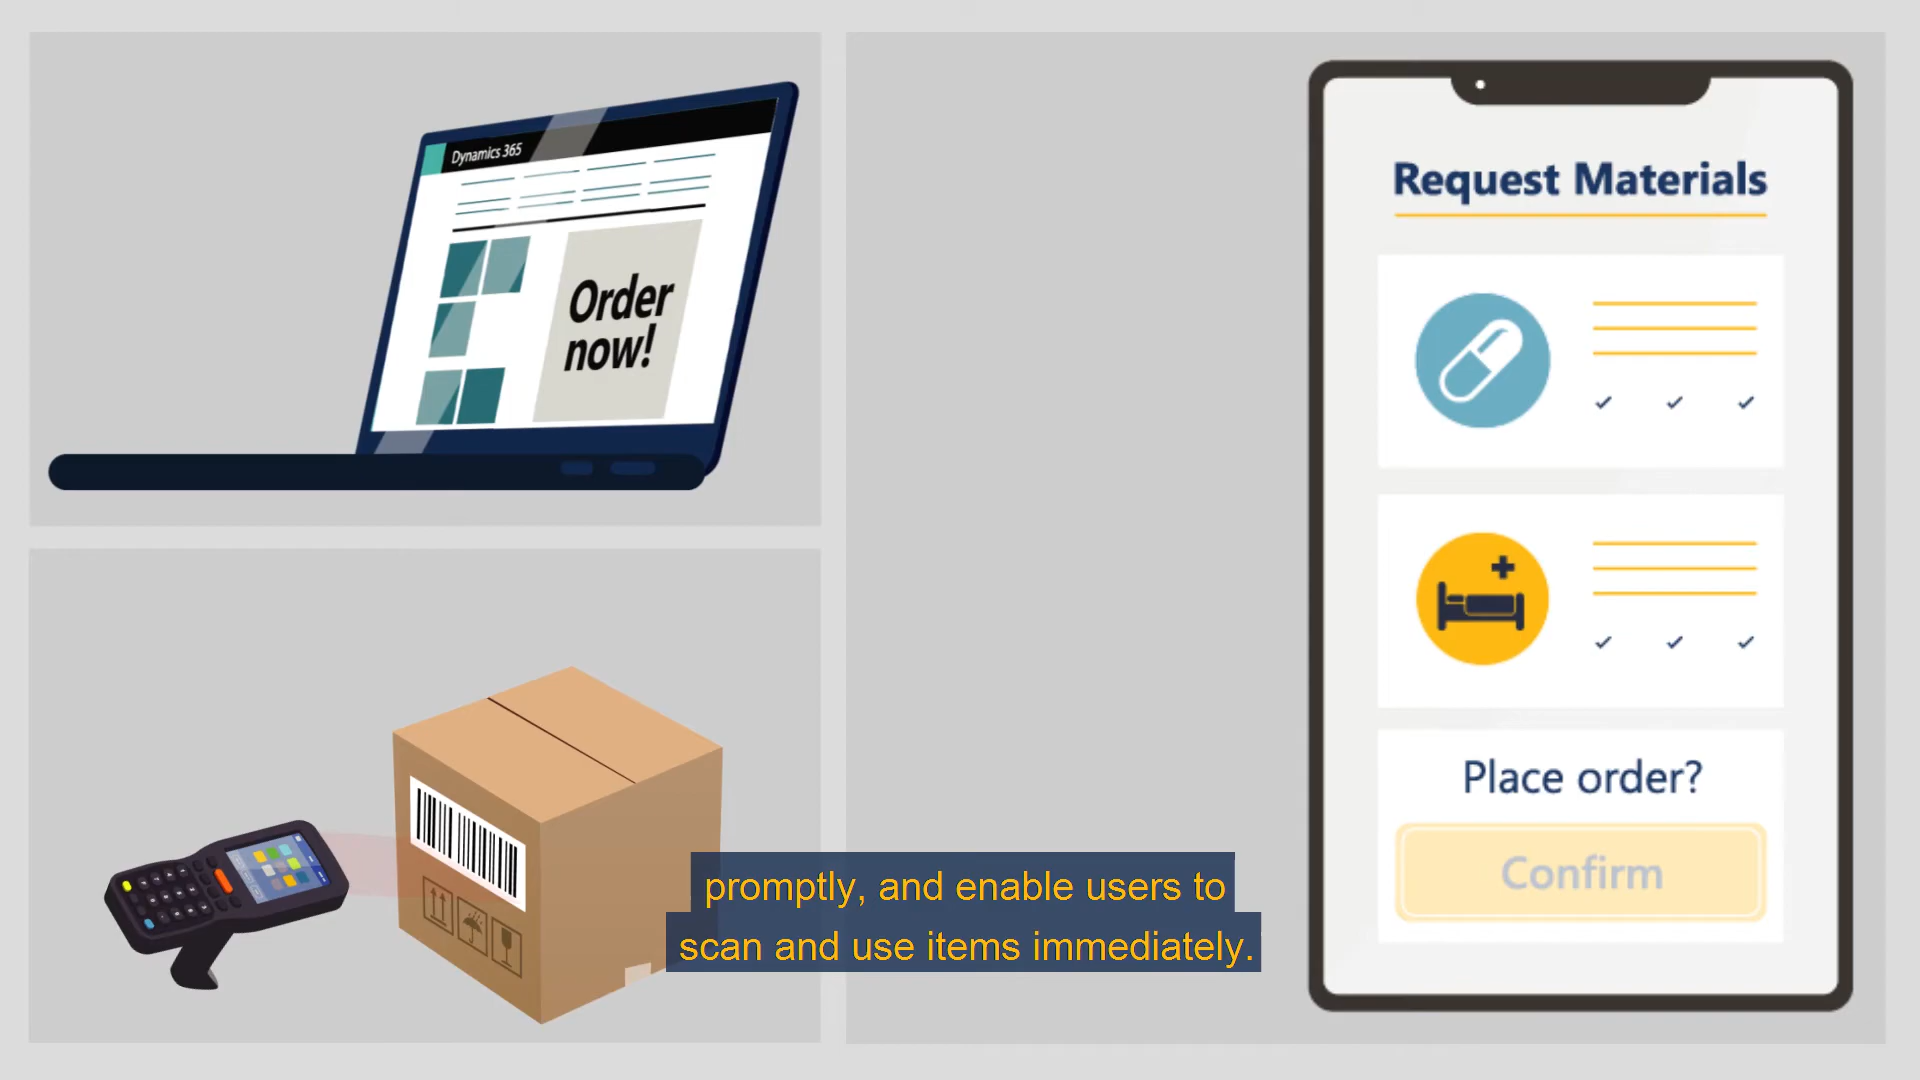 Dynamics 365
Order
now!
Request Materials
Place order?
Confirm
promptly, and enable users to
scan and use items immediately.